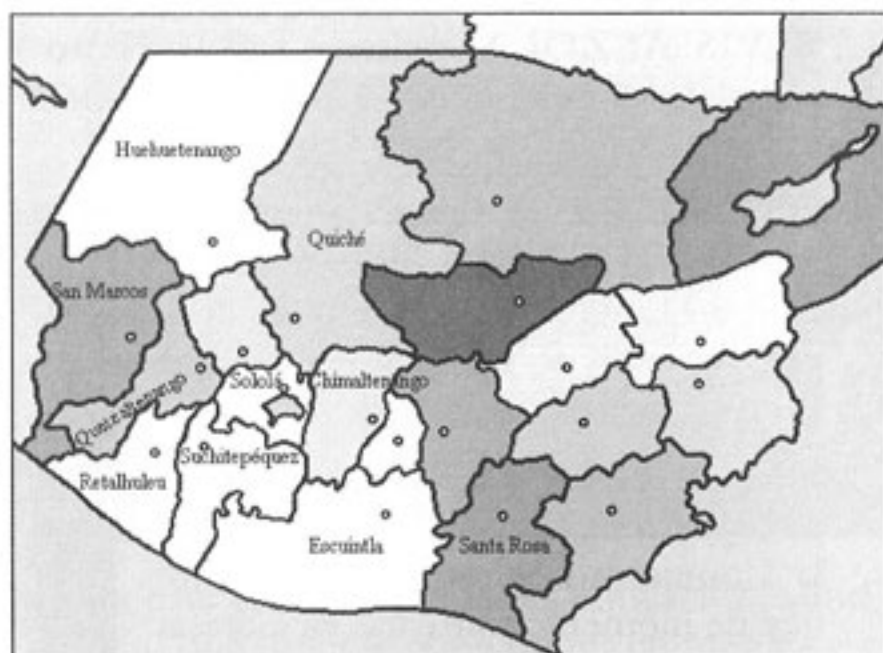 Huehuetenango
Quiché
San Marcos
Sololá
Chimaltenango
Quetzaltenango
Suchitepéquez
Retalhuleu
Escuintla
Santa Rosa